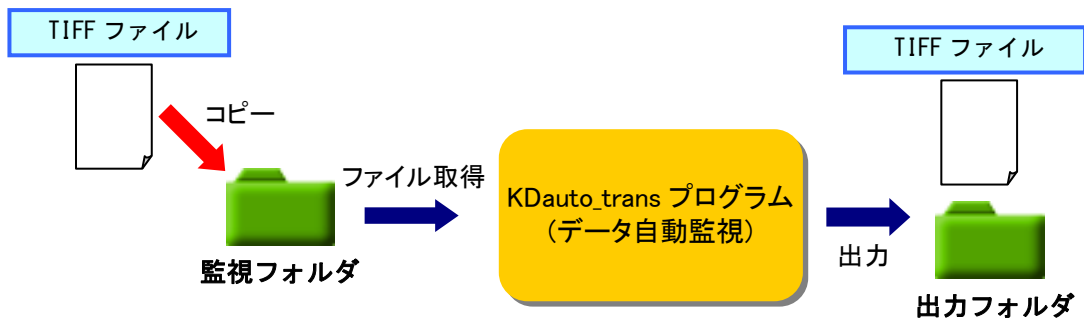 TIFF ファイル
コピー
監視フォルダ
ファイル取得
KDauto_trans プログラム
(データ自動監視)
出力
TIFF ファイル
出力フォルダ